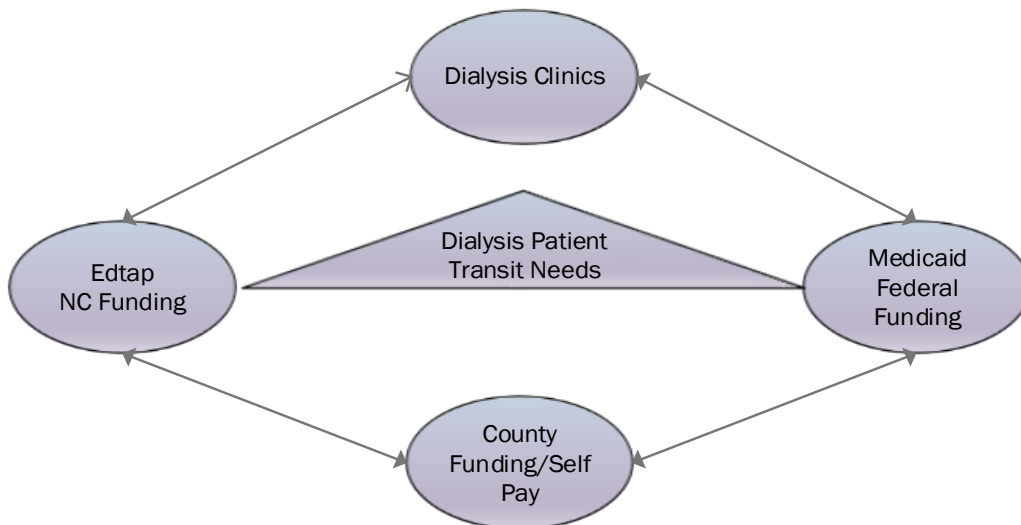 Dialysis Clinics
Dialysis Patient
Transit Needs
Edtap
NC Funding
Medicaid
Federal
Funding
County
Funding/Self
Pay